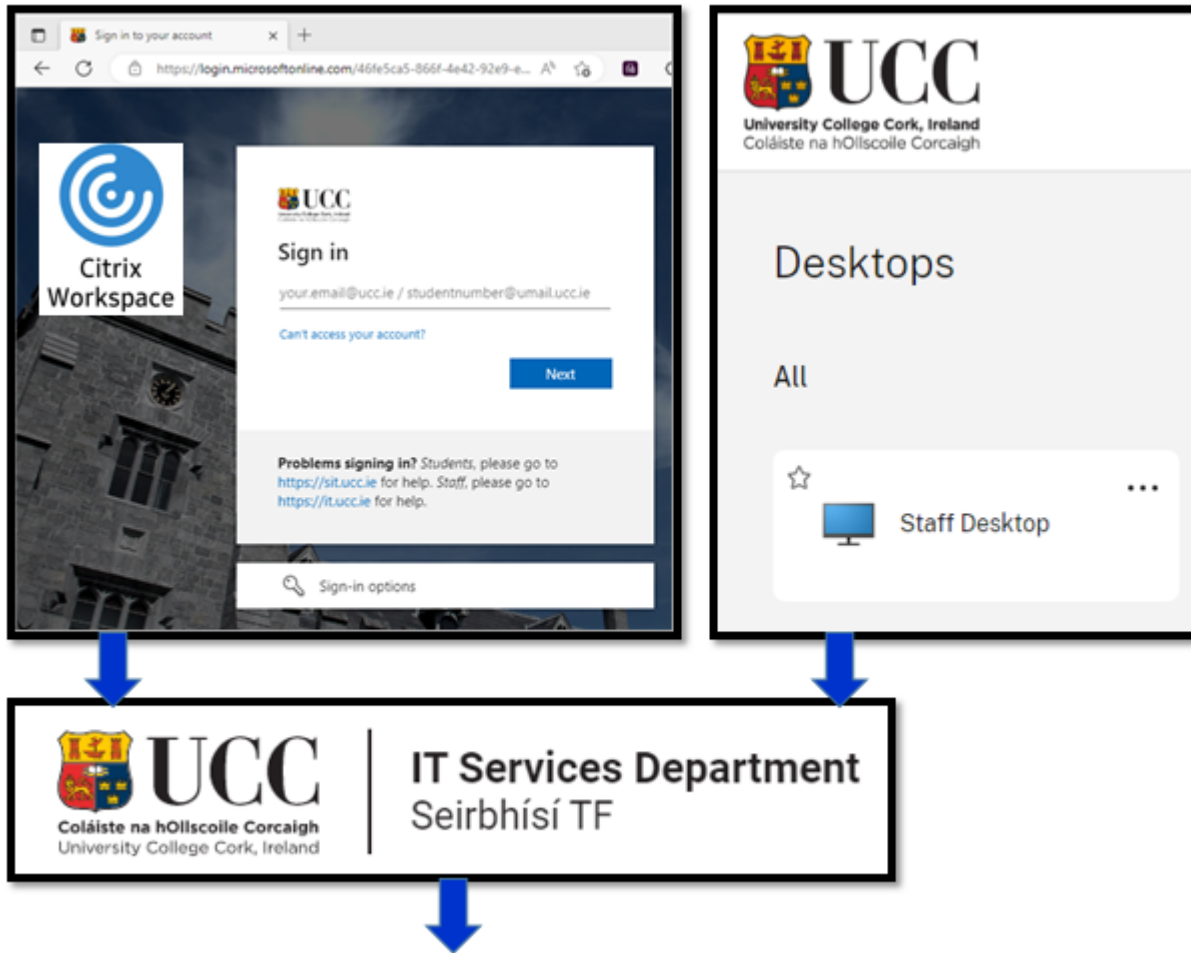 Sign in to your account
https://login.microsoftonline.com/46fe5ca5-866f-4e42-92e9-e...
Citrix
Workspace
UCC
Sign in
your.email@ucc.ie / studentnumber@umail.ucc.ie
Can't access your account?
Next
Problems signing in? Students, please go to
https://sit.ucc.ie for help. Staff, please go to
https://it.ucc.ie for help.
Sign-in options
UCC
University College Cork, Ireland
Coláiste na hOllscoile Corcaigh
Desktops
All
Staff Desktop
UCC
Coláiste na hOllscoile Corcaigh
University College Cork, Ireland
IT Services Department
Seirbhísí TF